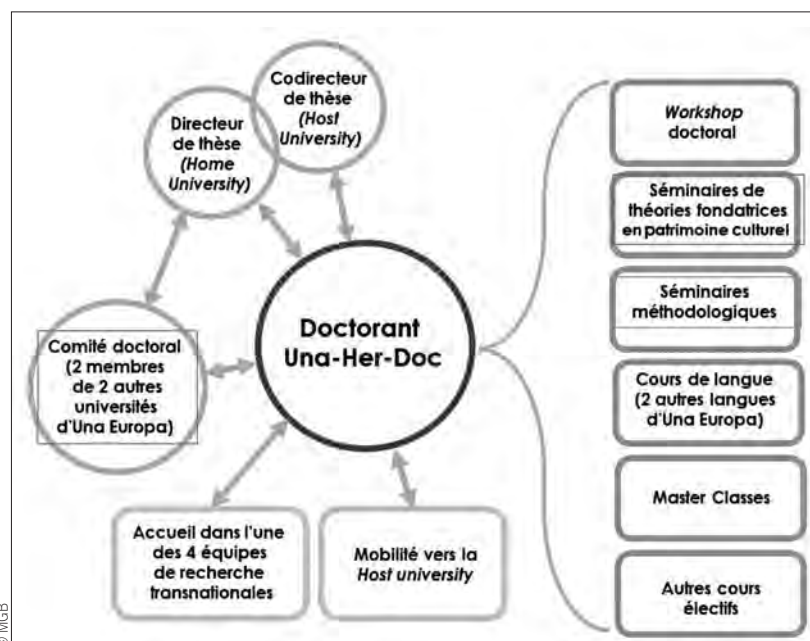 Codirecteur
de thèse
(Host
University)
Directeur
de thèse
(Home
University)
Comité doctoral
(2 membres
de 2 autres
universités
d'Una Europa)
Doctorant
Una-Her-Doc
Accueil dans l'une
des 4 équipes
de recherche
transnationales
Mobilité vers la
Host university
Workshop
doctoral
Séminaires de
théories fondatrices
en patrimoine culturel
Séminaires
méthodologiques
Cours de langue
(2 autres langues
d'Una Europa)
Master Classes
Autres cours
électifs
© MGB